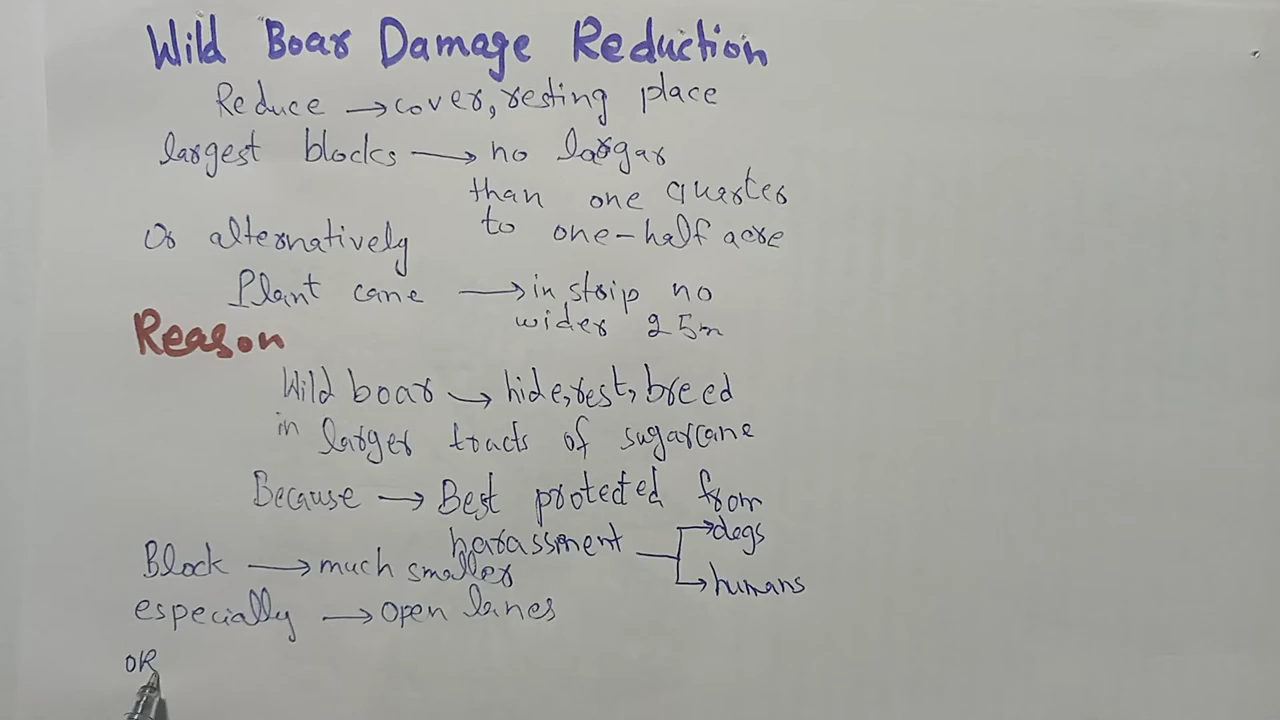 Wild Boar Damage Reduction
Reduce → cover, resting place
largest blocks → no largar
than one quarter
to one-half acre
Or alternatively
Plant cane → in strip no
wider 25m
Reason
Wild boar → hide, rest, breed
in larger tracts of sugarcane
Because → Best protected from
harassment → dogs
→ humans
Block → much smaller
especially → open lanes
OR